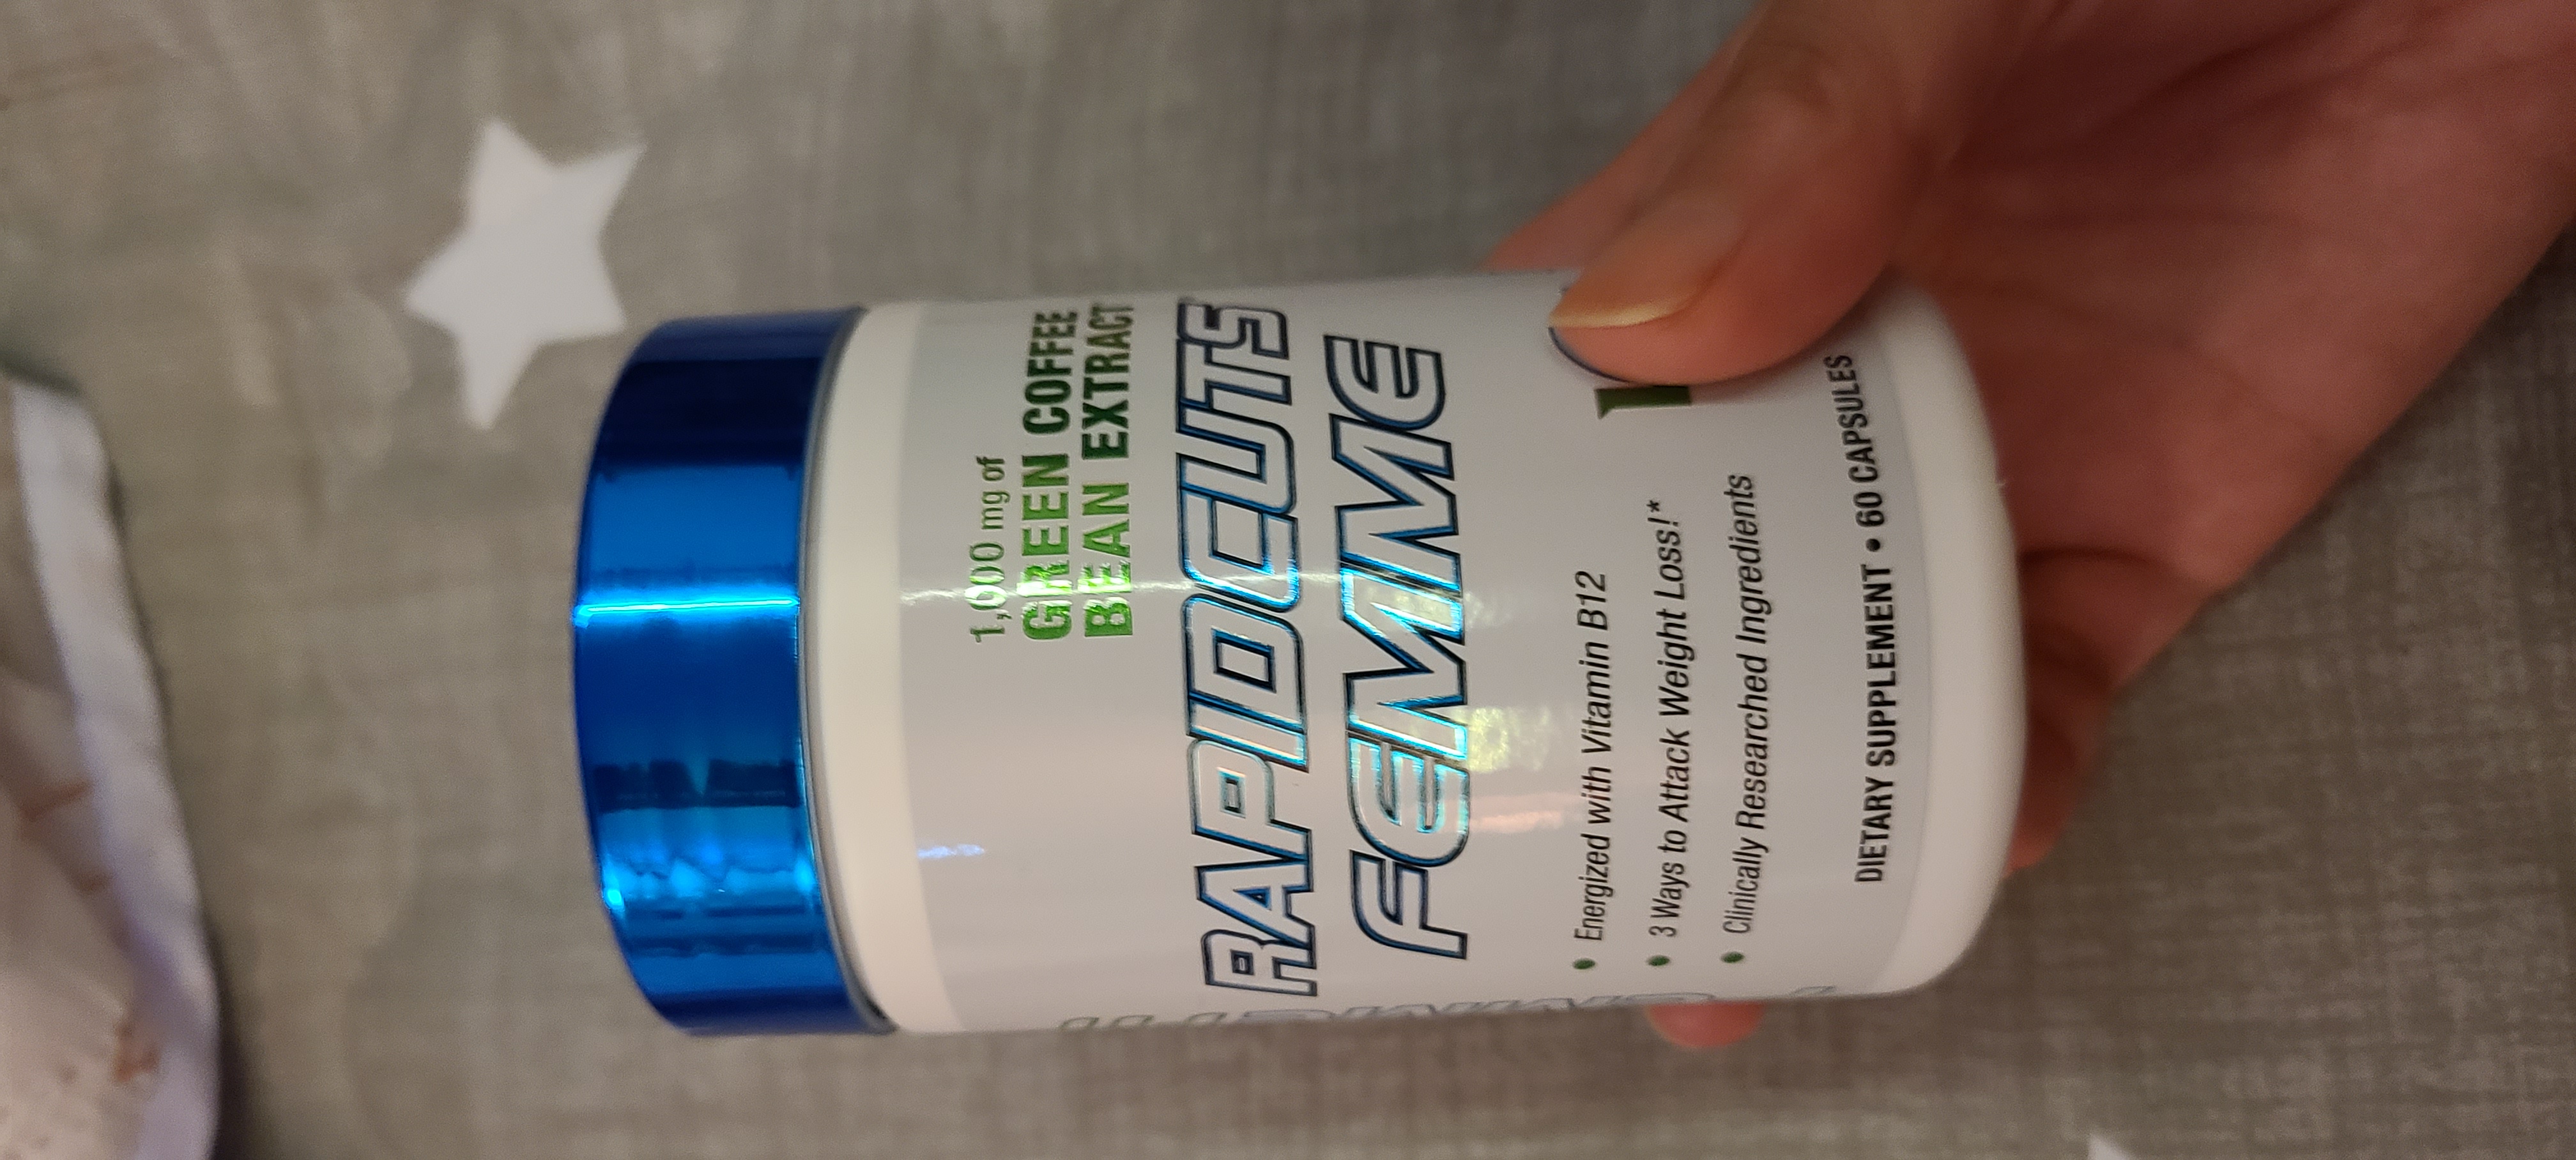 1,000 mg of
GREEN COFFEE
BEAN EXTRACT
RAPIDCUTS
FEMME
• Energized with Vitamin B12
• 3 Ways to Attack Weight Loss!*
• Clinically Researched Ingredients
DIETARY SUPPLEMENT • 60 CAPSULES